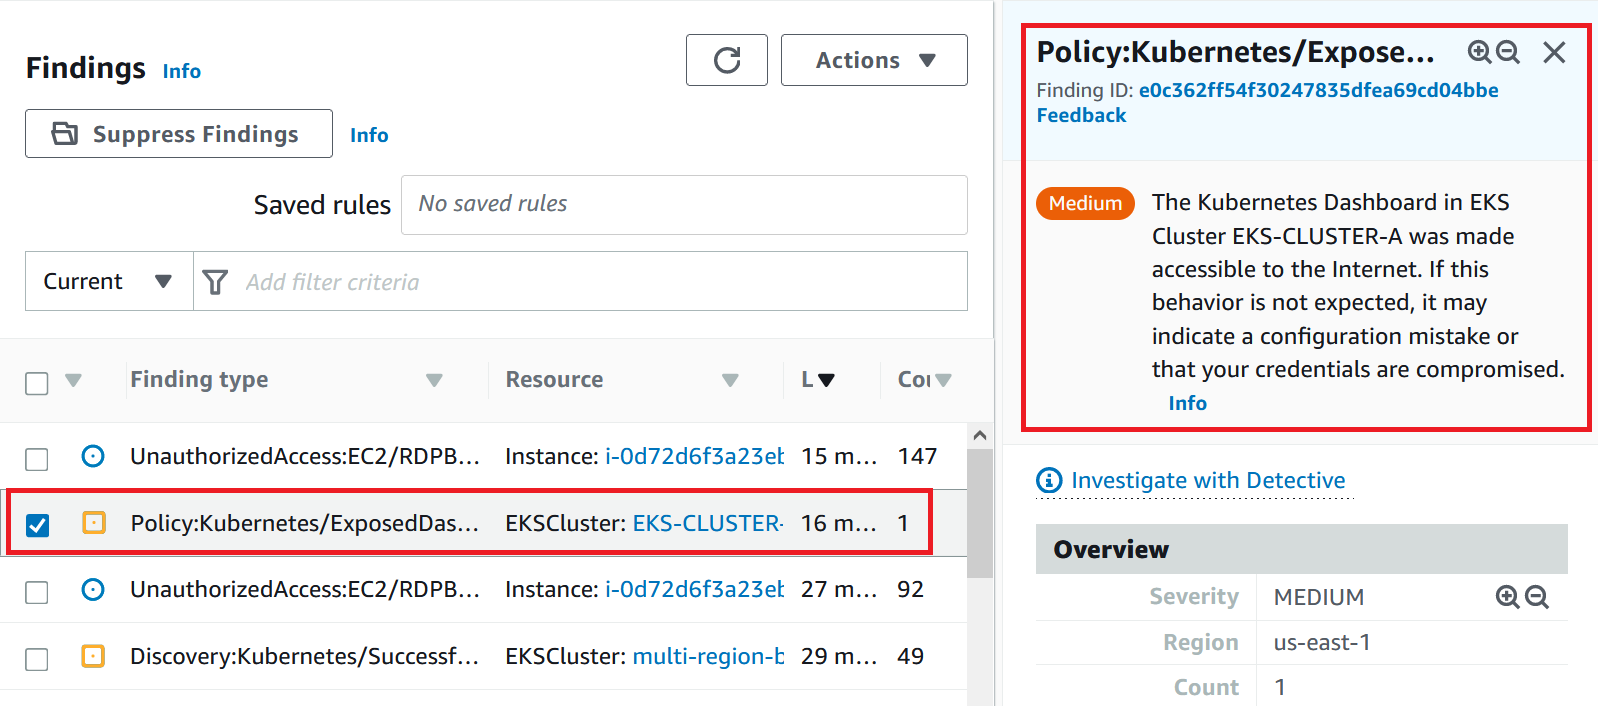 Findings Info
Actions
Suppress Findings Info
Saved rules No saved rules
Current Add filter criteria
Finding type Resource L Cou
UnauthorizedAccess:EC2/RDPB... Instance: i-0d72d6f3a23eb 15 m... 147
Policy:Kubernetes/ExposedDas... EKSCluster: EKS-CLUSTER- 16 m... 1
UnauthorizedAccess:EC2/RDPB... Instance: i-0d72d6f3a23eb 27 m... 92
Discovery:Kubernetes/Successf... EKSCluster: multi-region-b 29 m... 49
Policy:Kubernetes/Expose...
Finding ID: e0c362ff54f30247835dfea69cd04bbe
Feedback
Medium
The Kubernetes Dashboard in EKS
Cluster EKS-CLUSTER-A was made
accessible to the Internet. If this
behavior is not expected, it may
indicate a configuration mistake or
that your credentials are compromised.
Info
Investigate with Detective
Overview
Severity MEDIUM
Region us-east-1
Count 1